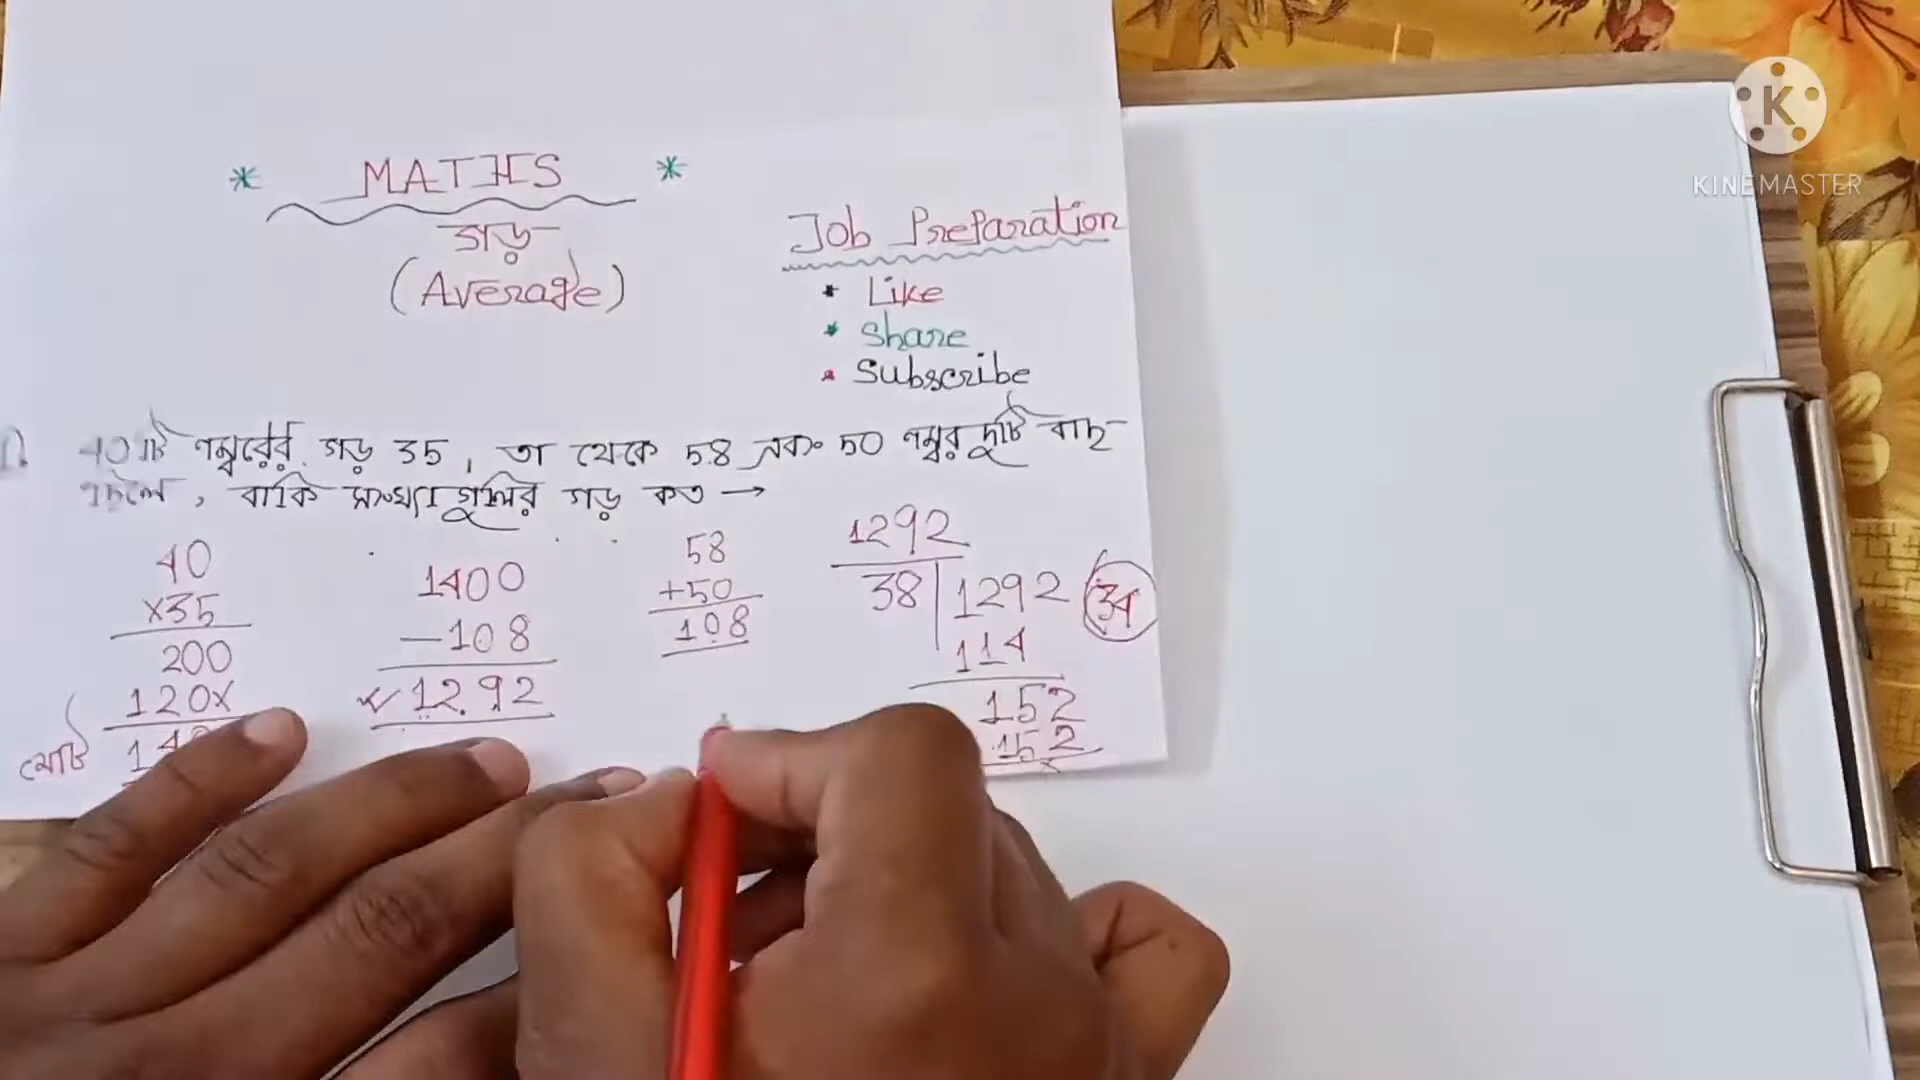 * MATHS *
গড়
(Average)
Job Preparation
* Like
* Share
* Subscribe
1. 40টি নম্বরের গড় 35, তা থেকে 58 এবং 50 নম্বর দুটি বাদ
গেলে, বাকি সংখ্যাগুলির গড় কত →
40
×35
200
120×
মোট
1400
-108
1292
58
+50
108
1292
38 1292 34
114
152
152
×
KINEMASTER